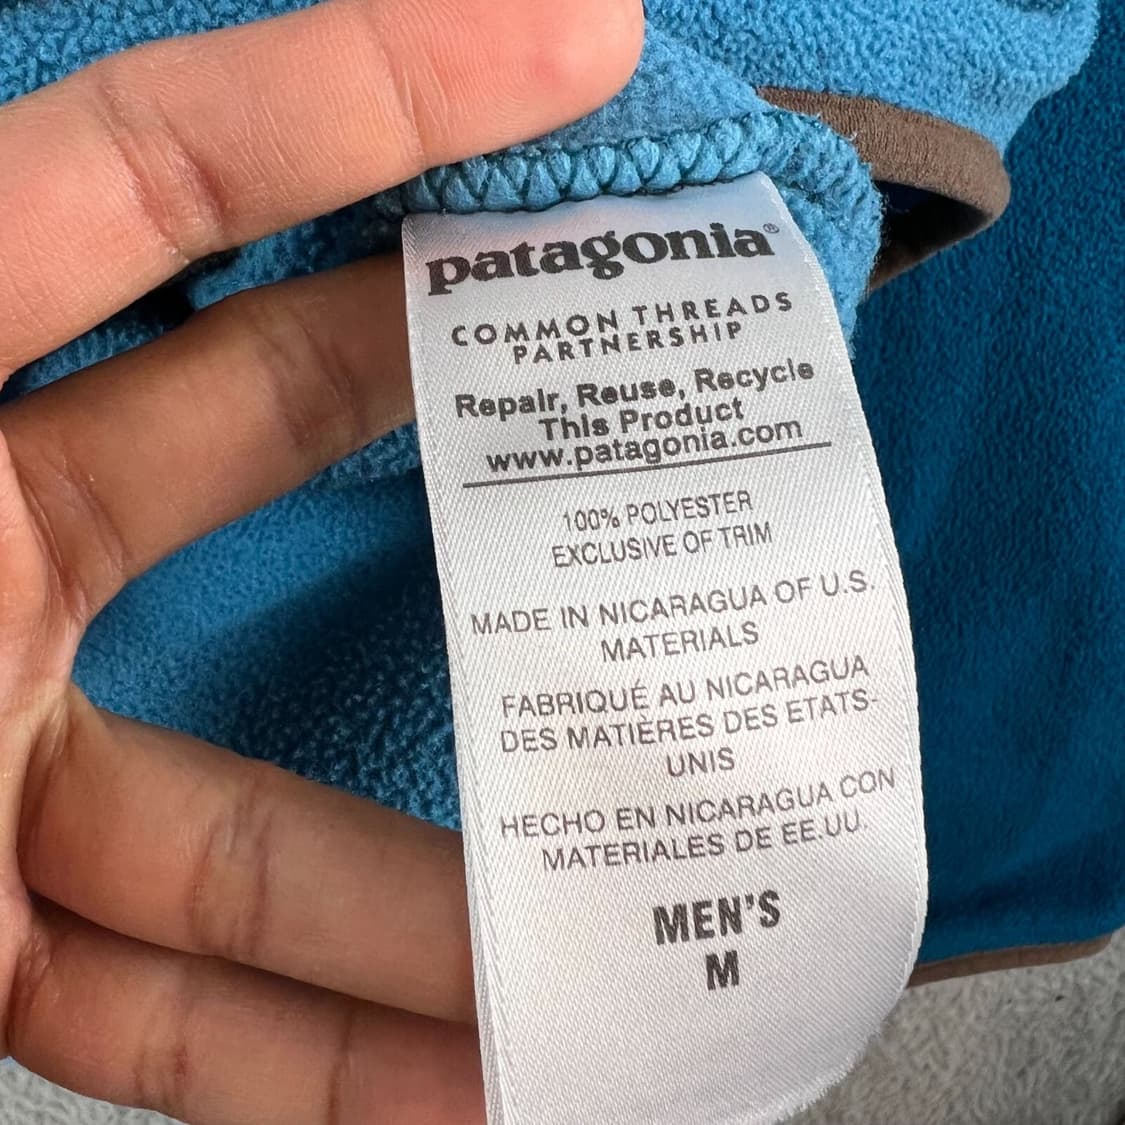 patagonia®
COMMON THREADS
PARTNERSHIP
Repair, Reuse, Recycle
This Product
www.patagonia.com
100% POLYESTER
EXCLUSIVE OF TRIM
MADE IN NICARAGUA OF U.S.
MATERIALS
FABRIQUÉ AU NICARAGUA
DES MATIÈRES DES ETATS-
UNIS
HECHO EN NICARAGUA CON
MATERIALES DE EE.UU.
MEN'S
M